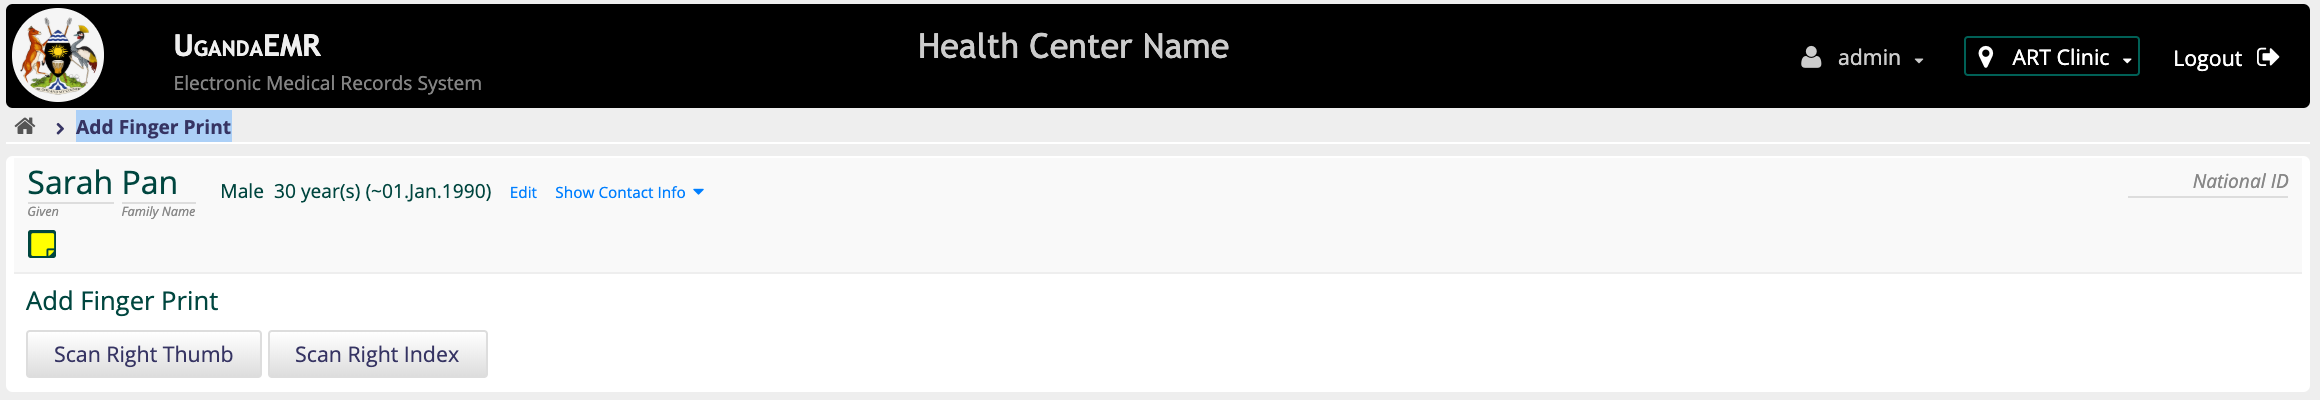 UGANDAEMR
Electronic Medical Records System
Health Center Name
admin
ART Clinic
Logout
Add Finger Print
Sarah Pan
Given Family Name
Male 30 year(s) (~01.Jan.1990) Edit Show Contact Info
National ID
Add Finger Print
Scan Right Thumb Scan Right Index